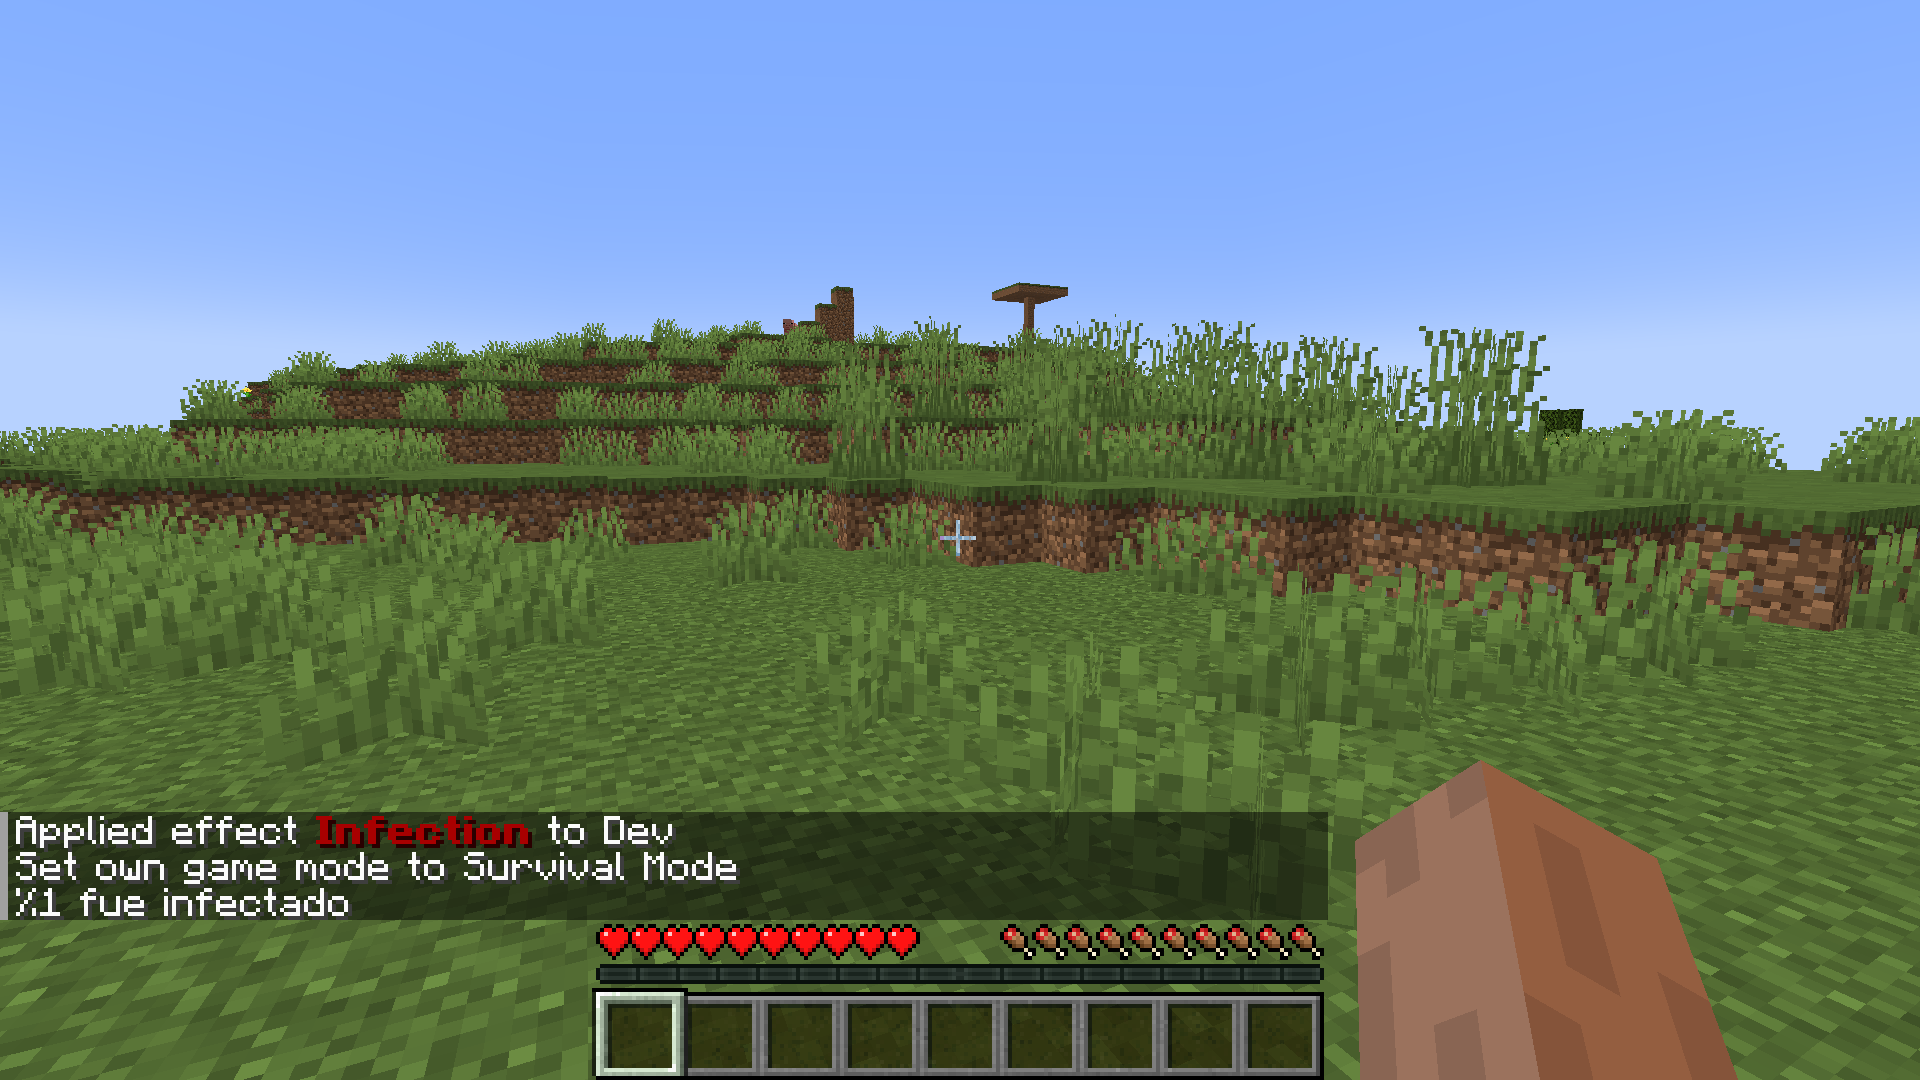 Applied effect Infection to Dev
Set own game mode to Survival Mode
%1 fue infectado